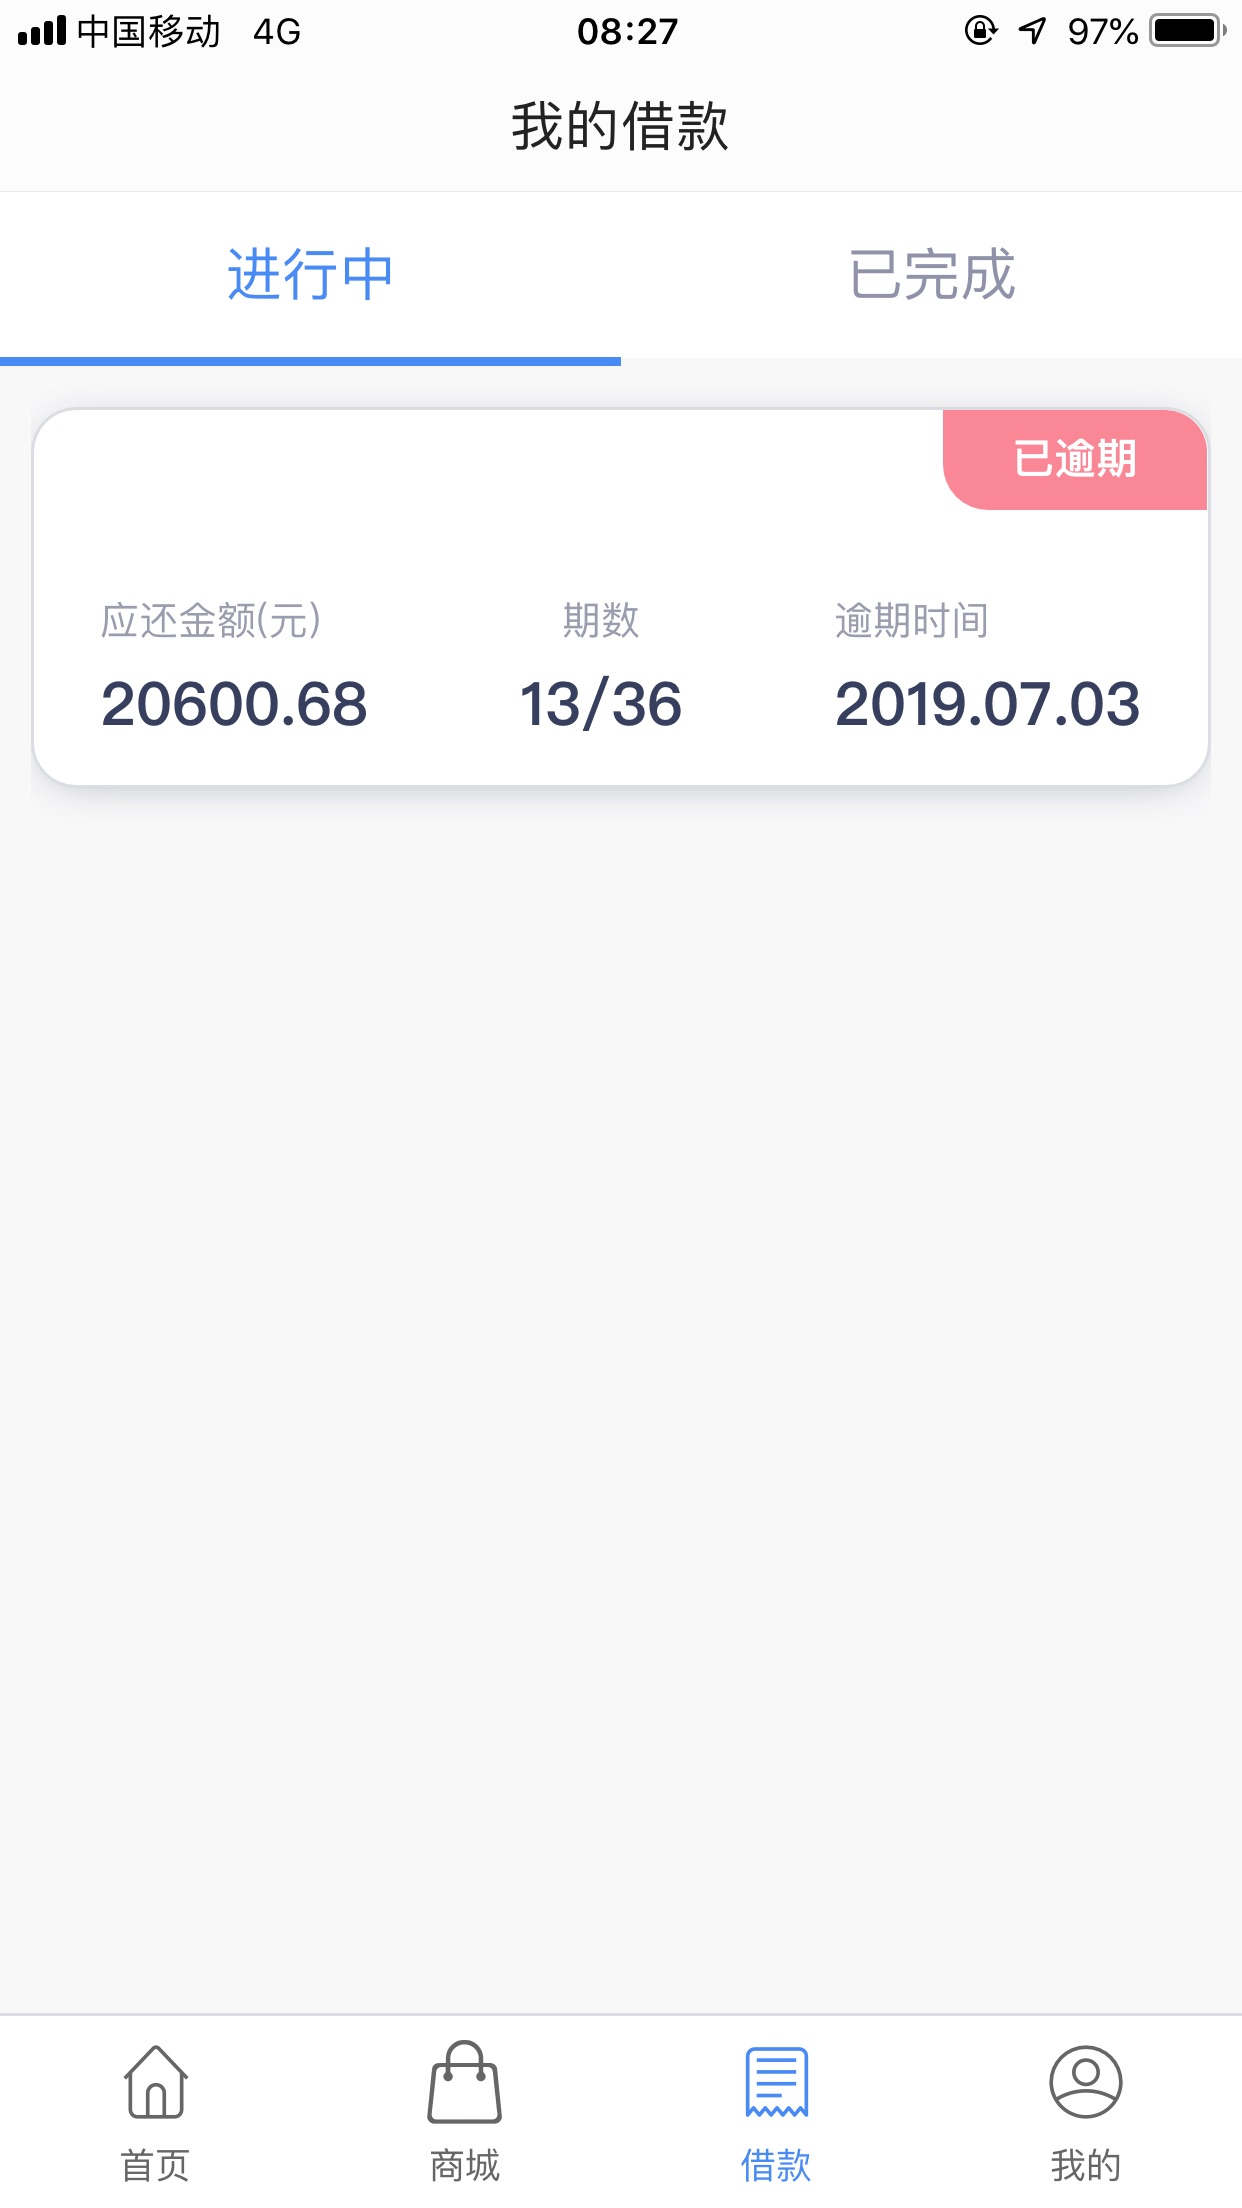 中国移动 4G 08:27 97%
我的借款
进行中 已完成
已逾期
应还金额(元) 期数 逾期时间
20600.68 13/36 2019.07.03
首页 商城 借款 我的